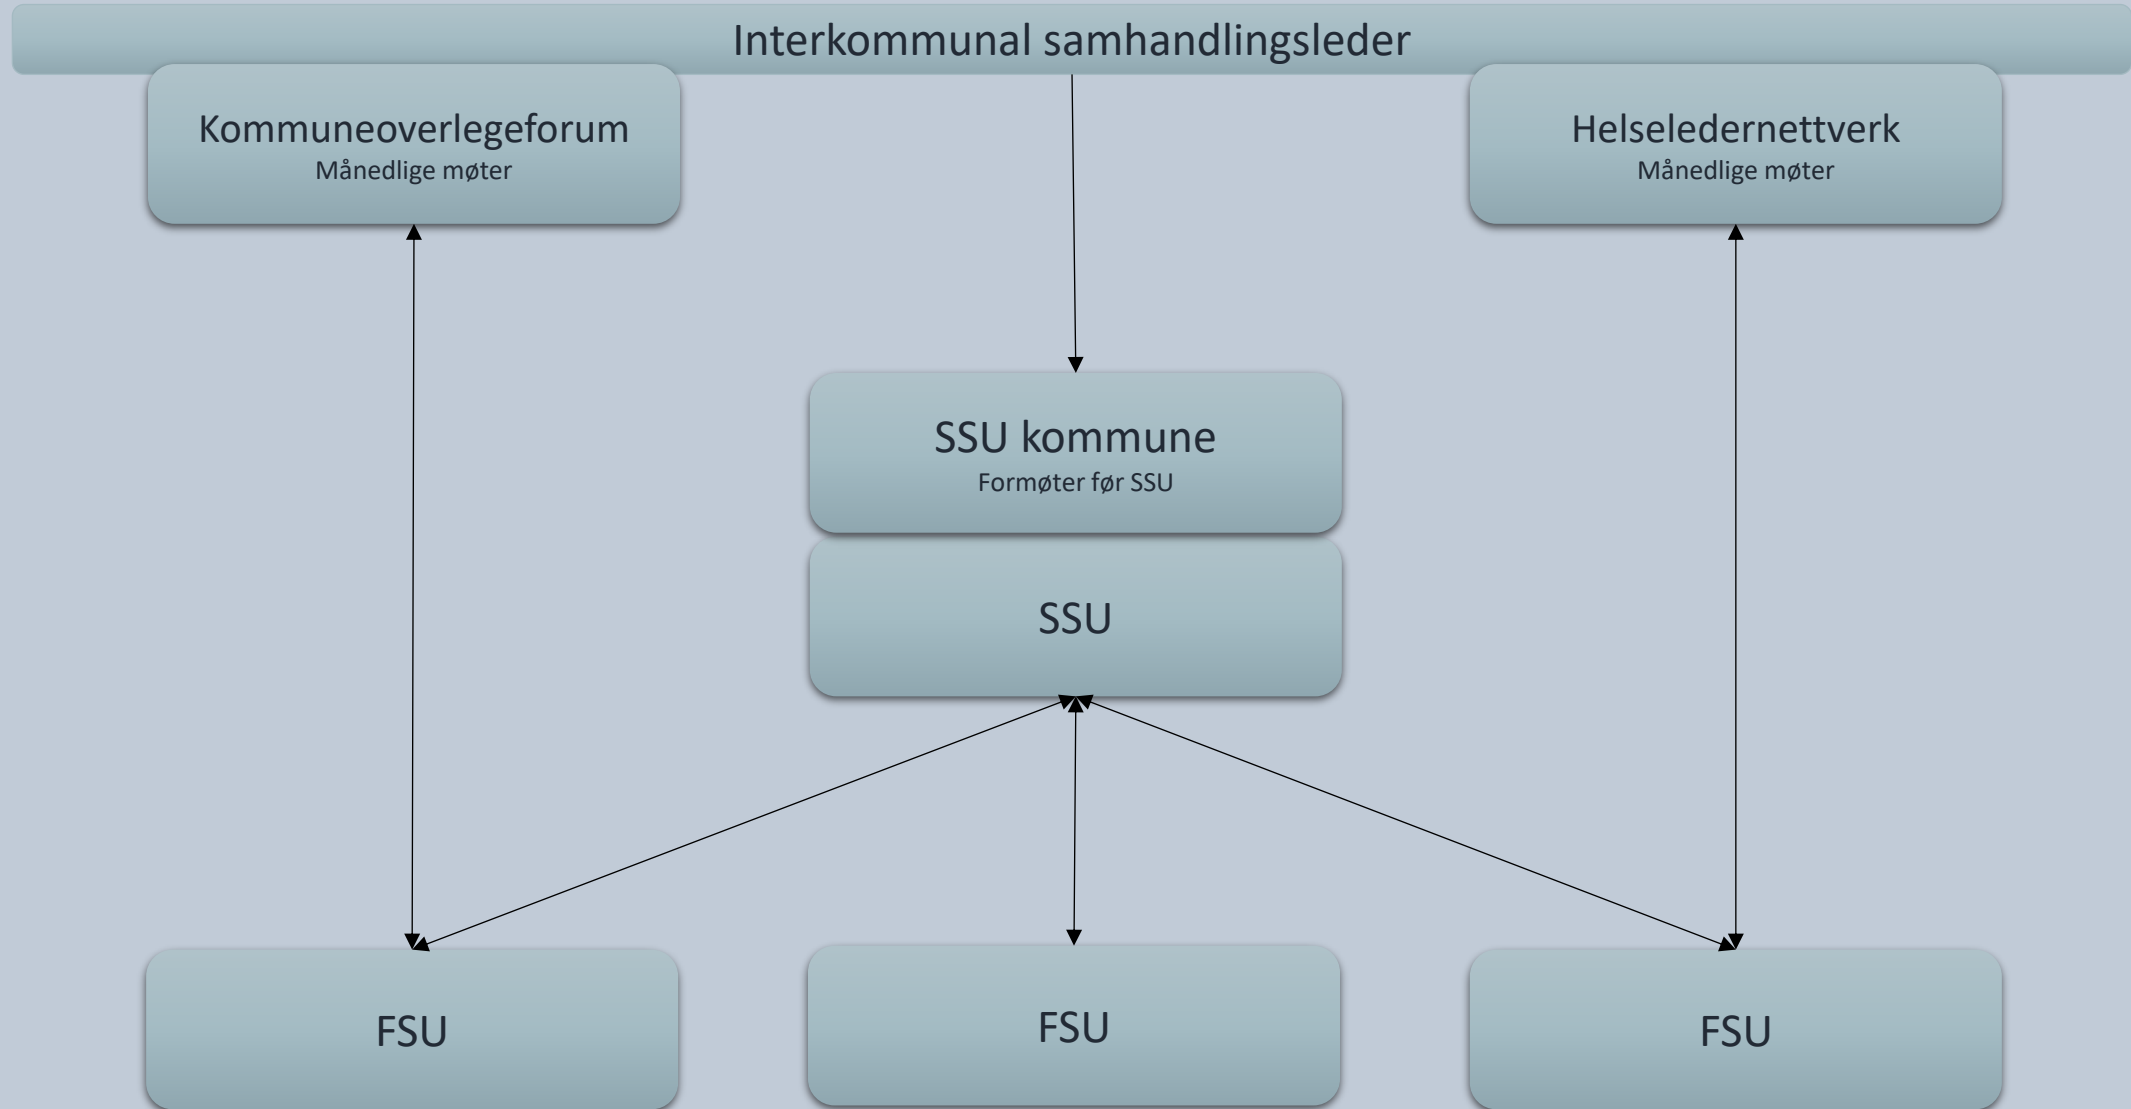 Interkommunal samhandlingsleder
Kommuneoverlegeforum
Månedlige møter
Helseledernettverk
Månedlige møter
SSU kommune
Formøter før SSU
SSU
FSU
FSU
FSU